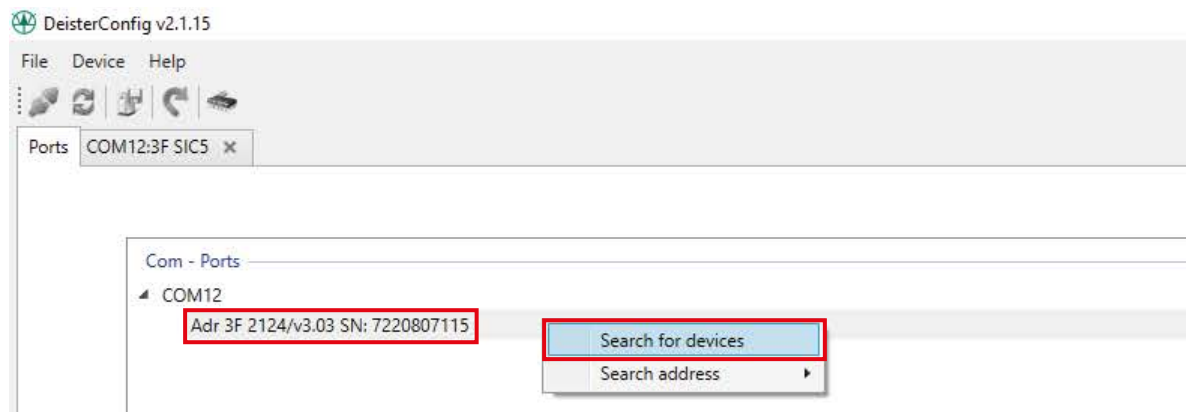 DeisterConfig v2.1.15
File Device Help
Ports COM12:3F SIC5
Com - Ports
COM12
Adr 3F 2124/v3.03 SN: 7220807115
Search for devices
Search address